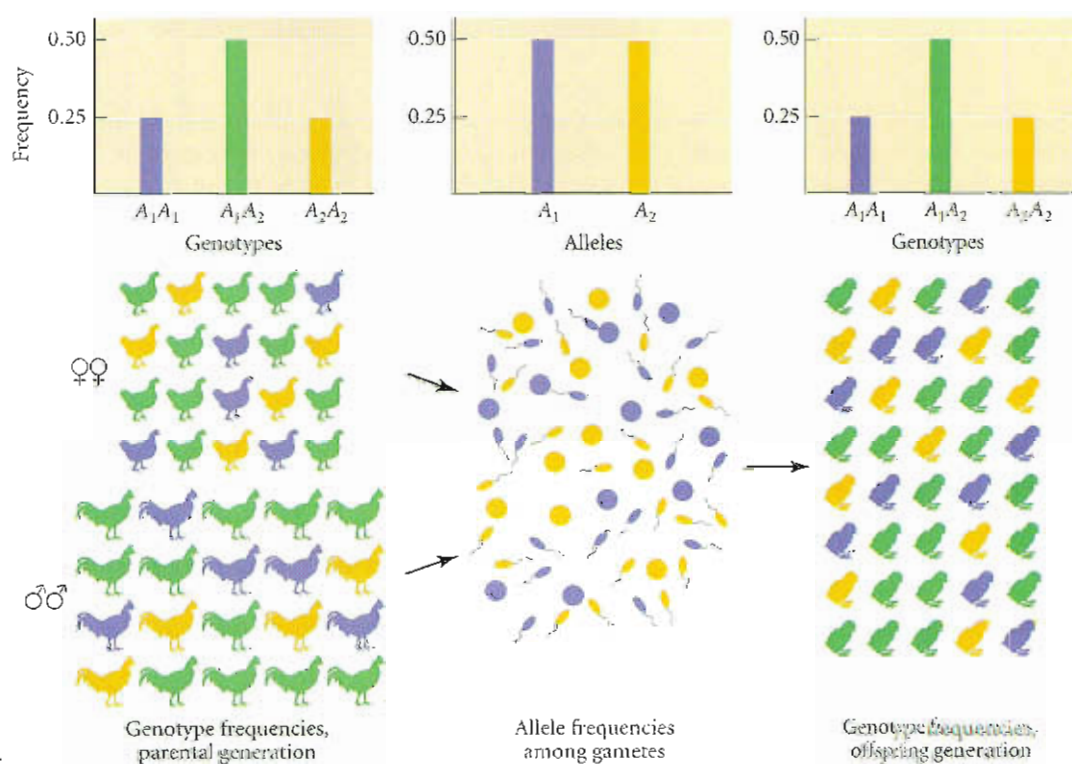 0.50
0.25
Frequency
A₁A₁ A₁A₂ A₂A₂
Genotypes
0.50
0.25
A₁ A₂
Alleles
0.50
0.25
A₁A₁ A₁A₂ A₂A₂
Genotypes
♀♀
♂♂
Genotype frequencies,
parental generation
Allele frequencies
among gametes
Genotype frequencies,
offspring generation